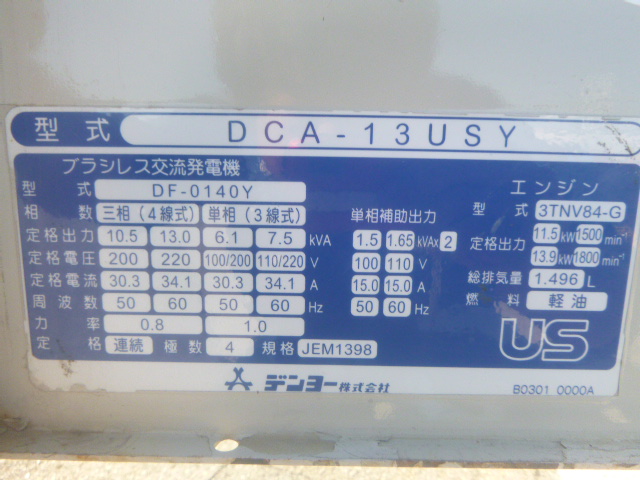 型式 DCA-13USY
ブラシレス交流発電機
型式 DF-0140Y
相数 三相(4線式) 単相(3線式)
定格出力 10.5 13.0 6.1 7.5 kVA
定格電圧 200 220 100/200 110/220 V
定格電流 30.3 34.1 30.3 34.1 A
周波数 50 60 50 60 Hz
力率 0.8 1.0
定格 連続 極数 4 規格 JEM1398
単相補助出力
1.5 1.65 kVA× 2
100 110 V
15.0 15.0 A
50 60 Hz
エンジン
型式 3TNV84-G
定格出力 11.5 kW 1500 min⁻¹
13.9 kW 1800 min⁻¹
総排気量 1.496 L
燃料 軽油
US
デンヨー株式会社
B0301 0000A